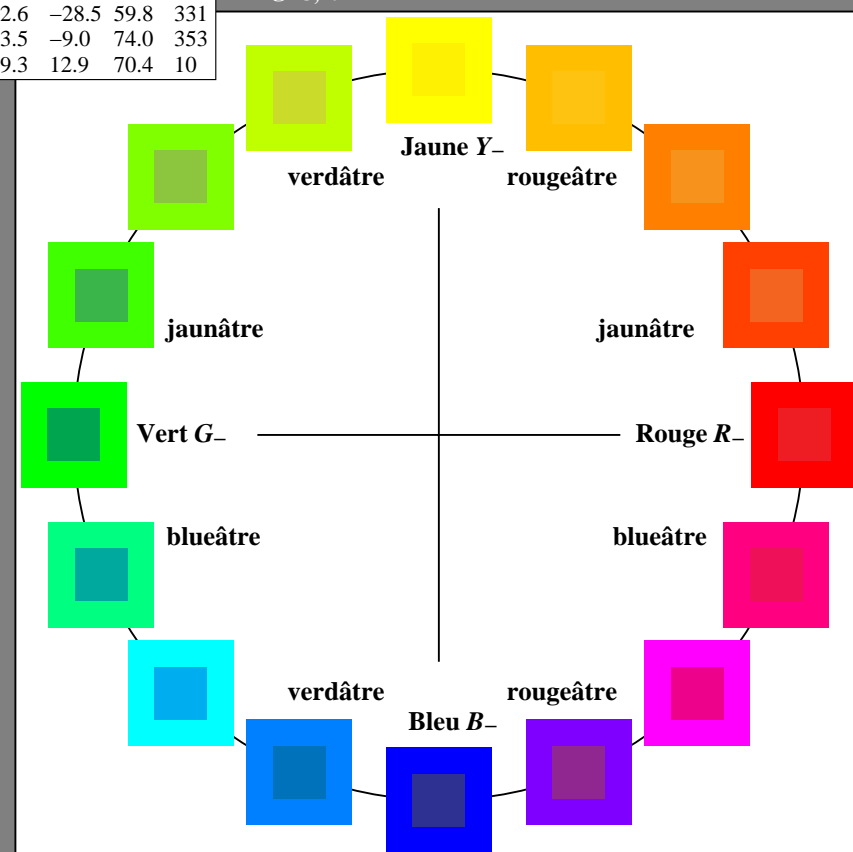 2.6 −28.5 59.8 331
3.5 −9.0 74.0 353
9.3 12.9 70.4 10
Jaune Y−
verdâtre rougeâtre
jaunâtre jaunâtre
Vert G− Rouge R−
blueâtre blueâtre
verdâtre rougeâtre
Bleu B−